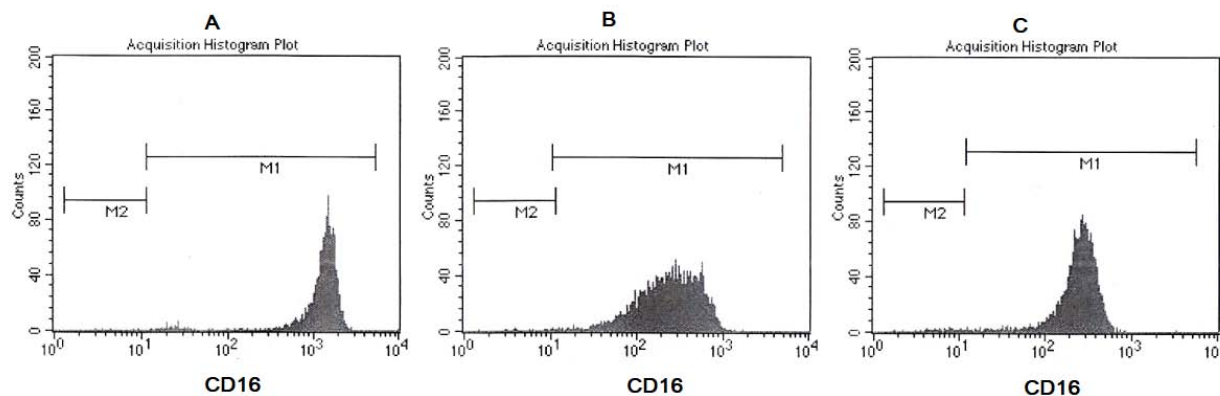 A
Acquisition Histogram Plot
200
160
120
80
40
0
Counts
M1
M2
10^0 10^1 10^2 10^3 10^4
CD16
B
Acquisition Histogram Plot
200
160
120
80
40
0
Counts
M1
M2
10^0 10^1 10^2 10^3 10^4
CD16
C
Acquisition Histogram Plot
200
160
120
80
40
0
Counts
M1
M2
10^0 10^1 10^2 10^3 10
CD16